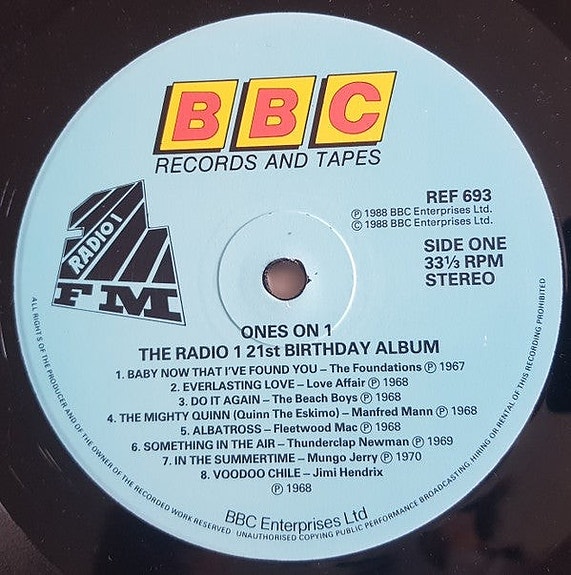 BBC
RECORDS AND TAPES
RADIO 1
FM
REF 693
Ⓟ 1988 BBC Enterprises Ltd.
© 1988 BBC Enterprises Ltd.
SIDE ONE
33⅓ RPM
STEREO
ONES ON 1
THE RADIO 1 21st BIRTHDAY ALBUM
1. BABY NOW THAT I'VE FOUND YOU – The Foundations Ⓟ 1967
2. EVERLASTING LOVE – Love Affair Ⓟ 1968
3. DO IT AGAIN – The Beach Boys Ⓟ 1968
4. THE MIGHTY QUINN (Quinn The Eskimo) – Manfred Mann Ⓟ 1968
5. ALBATROSS – Fleetwood Mac Ⓟ 1968
6. SOMETHING IN THE AIR – Thunderclap Newman Ⓟ 1969
7. IN THE SUMMERTIME – Mungo Jerry Ⓟ 1970
8. VOODOO CHILE – Jimi Hendrix
Ⓟ 1968
BBC Enterprises Ltd
ALL RIGHTS OF THE PRODUCER AND OF THE OWNER OF THE RECORDED WORK RESERVED UNAUTHORISED COPYING PUBLIC PERFORMANCE BROADCASTING, HIRING OR RENTAL OF THIS RECORDING PROHIBITED